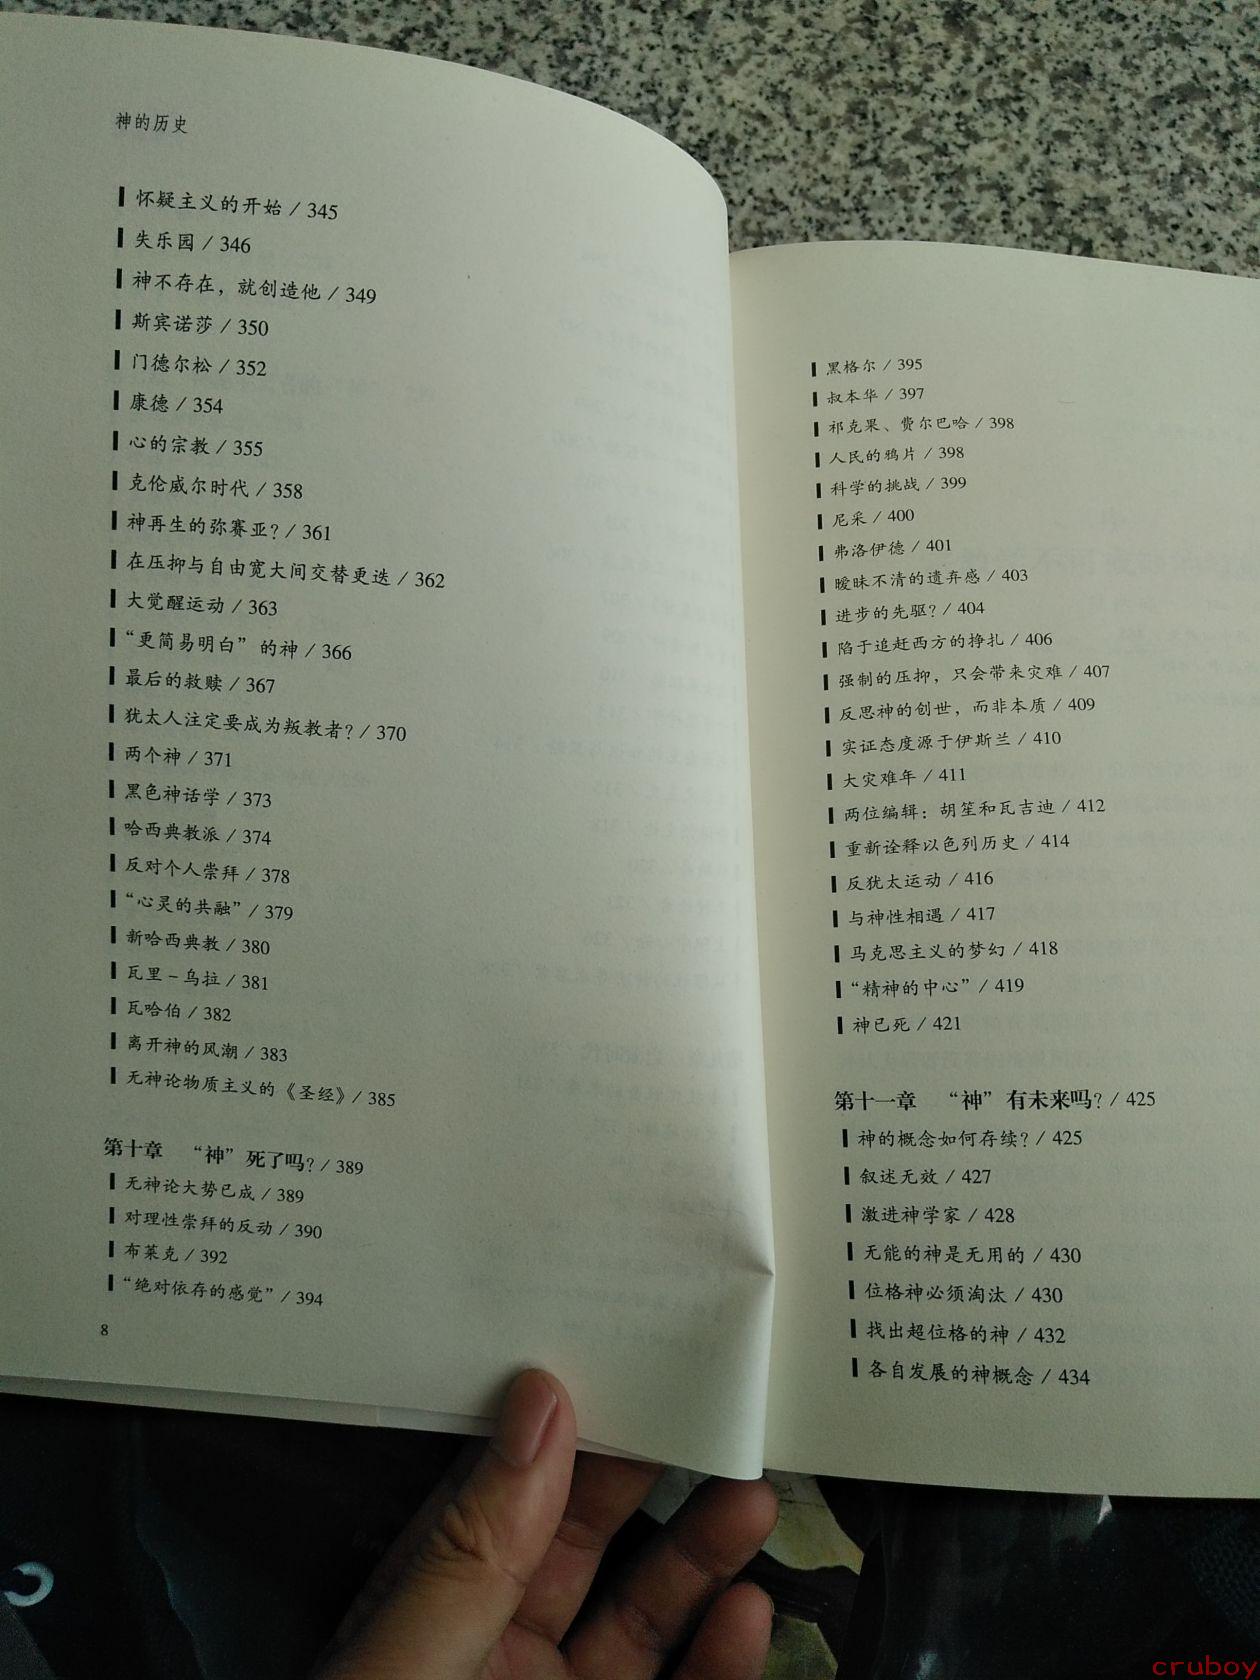 神的历史
怀疑主义的开始 / 345
失乐园 / 346
神不存在，就创造他 / 349
斯宾诺莎 / 350
门德尔松 / 352
康德 / 354
心的宗教 / 355
克伦威尔时代 / 358
神再生的弥赛亚? / 361
在压抑与自由宽大间交替更迭 / 362
大觉醒运动 / 363
“更简易明白” 的神 / 366
最后的救赎 / 367
犹太人注定要成为叛教者? / 370
两个神 / 371
黑色神话学 / 373
哈西典教派 / 374
反对个人崇拜 / 378
“心灵的共融” / 379
新哈西典教 / 380
瓦里－乌拉 / 381
瓦哈伯 / 382
离开神的风潮 / 383
无神论物质主义的《圣经》/ 385
第十章 “神” 死了吗? / 389
无神论大势已成 / 389
对理性崇拜的反动 / 390
布莱克 / 392
“绝对依存的感觉” / 394
8
黑格尔 / 395
叔本华 / 397
祁克果、费尔巴哈 / 398
人民的鸦片 / 398
科学的挑战 / 399
尼采 / 400
弗洛伊德 / 401
暧昧不清的遗弃感 / 403
进步的先驱? / 404
陷于追赶西方的挣扎 / 406
强制的压抑，只会带来灾难 / 407
反思神的创世，而非本质 / 409
实证态度源于伊斯兰 / 410
大灾难年 / 411
两位编辑：胡笙和瓦吉迪 / 412
重新诠释以色列历史 / 414
反犹太运动 / 416
与神性相遇 / 417
马克思主义的梦幻 / 418
“精神的中心” / 419
神已死 / 421
第十一章 “神” 有未来吗? / 425
神的概念如何存续? / 425
叙述无效 / 427
激进神学家 / 428
无能的神是无用的 / 430
位格神必须淘汰 / 430
找出超位格的神 / 432
各自发展的神概念 / 434
cruboy